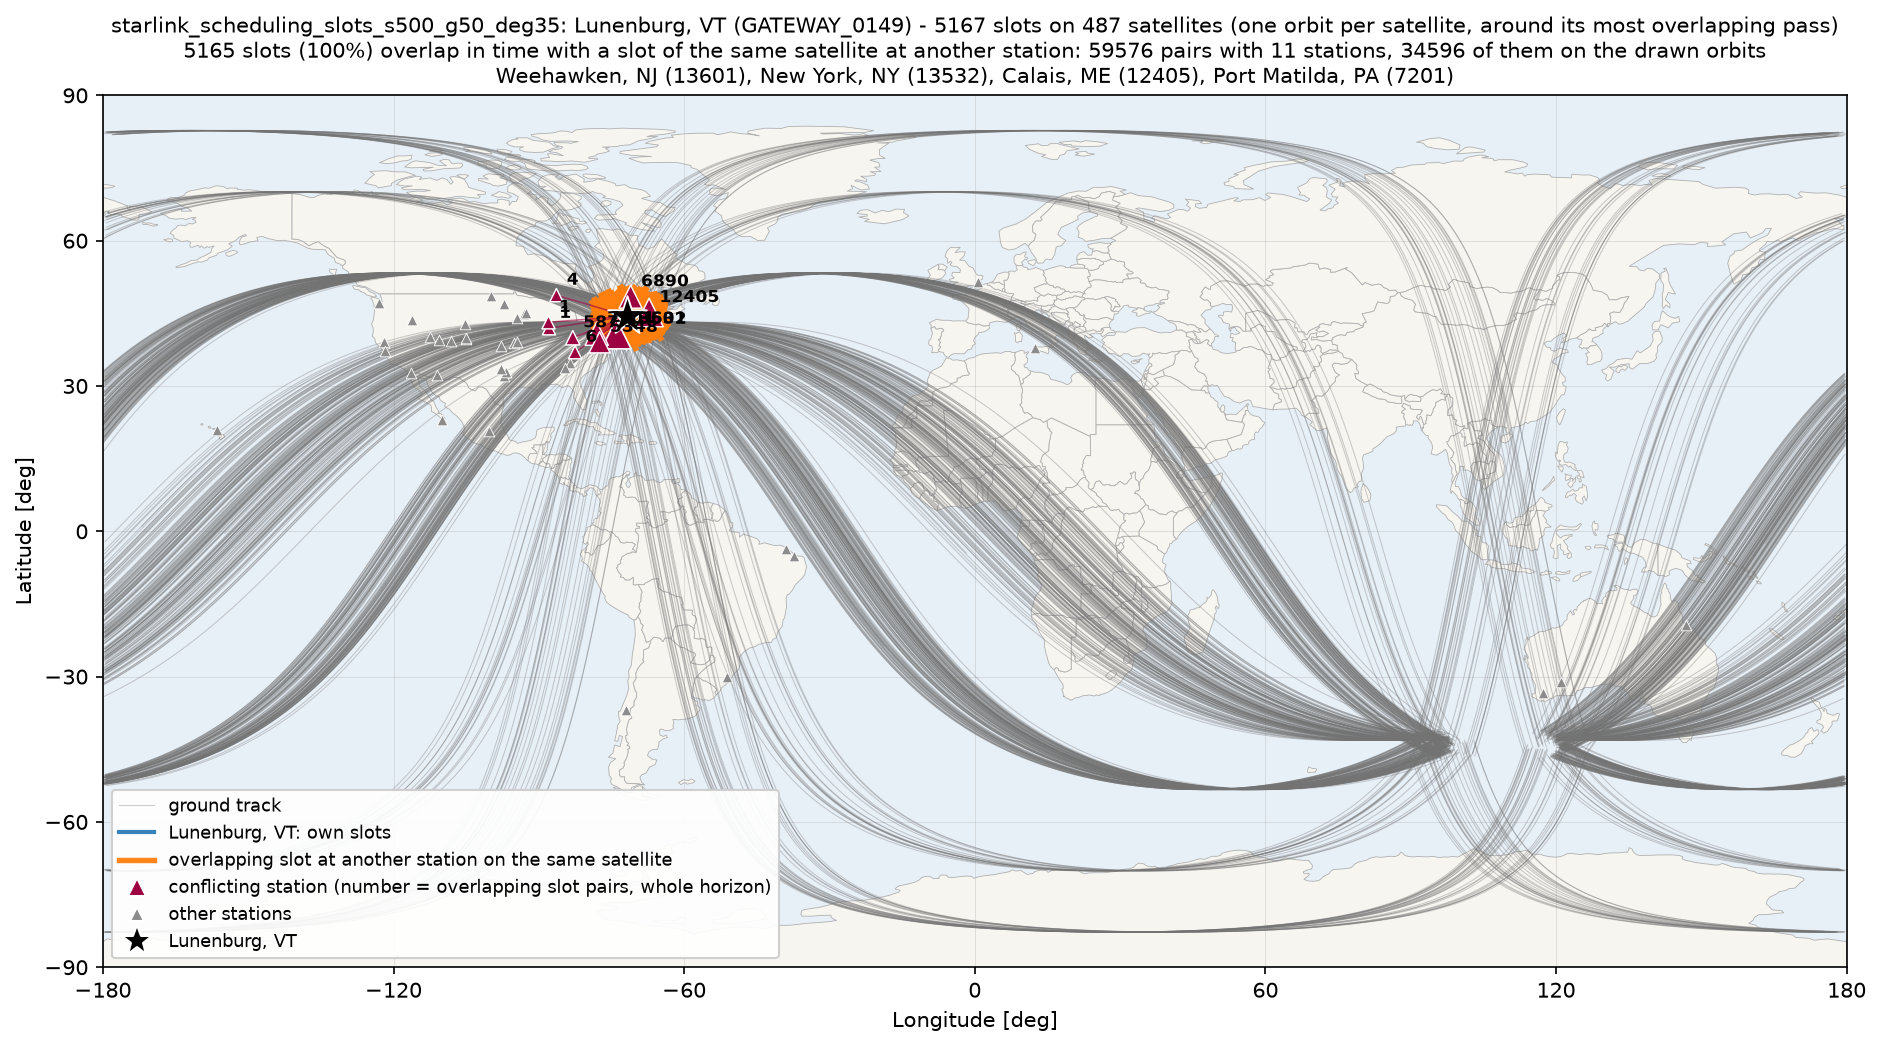 starlink_scheduling_slots_s500_g50_deg35: Lunenburg, VT (GATEWAY_0149) - 5167 slots on 487 satellites (one orbit per satellite, around its most overlapping pass)
5165 slots (100%) overlap in time with a slot of the same satellite at another station: 59576 pairs with 11 stations, 34596 of them on the drawn orbits
Weehawken, NJ (13601), New York, NY (13532), Calais, ME (12405), Port Matilda, PA (7201)
90
60
30
0
−30
−60
−90
Latitude [deg]
4
6890
12405
1
1
6
ground track
Lunenburg, VT: own slots
overlapping slot at another station on the same satellite
conflicting station (number = overlapping slot pairs, whole horizon)
other stations
Lunenburg, VT
−180
−120
−60
0
60
120
180
Longitude [deg]